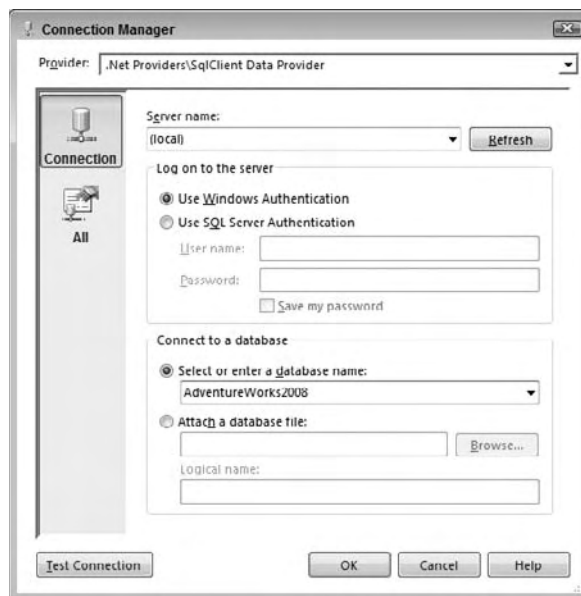 Connection Manager
Provider: .Net Providers\SqlClient Data Provider
Connection
All
Server name:
(local)
Refresh
Log on to the server
Use Windows Authentication
Use SQL Server Authentication
User name:
Password:
Save my password
Connect to a database
Select or enter a database name:
AdventureWorks2008
Attach a database file:
Browse...
Logical name:
Test Connection OK Cancel Help